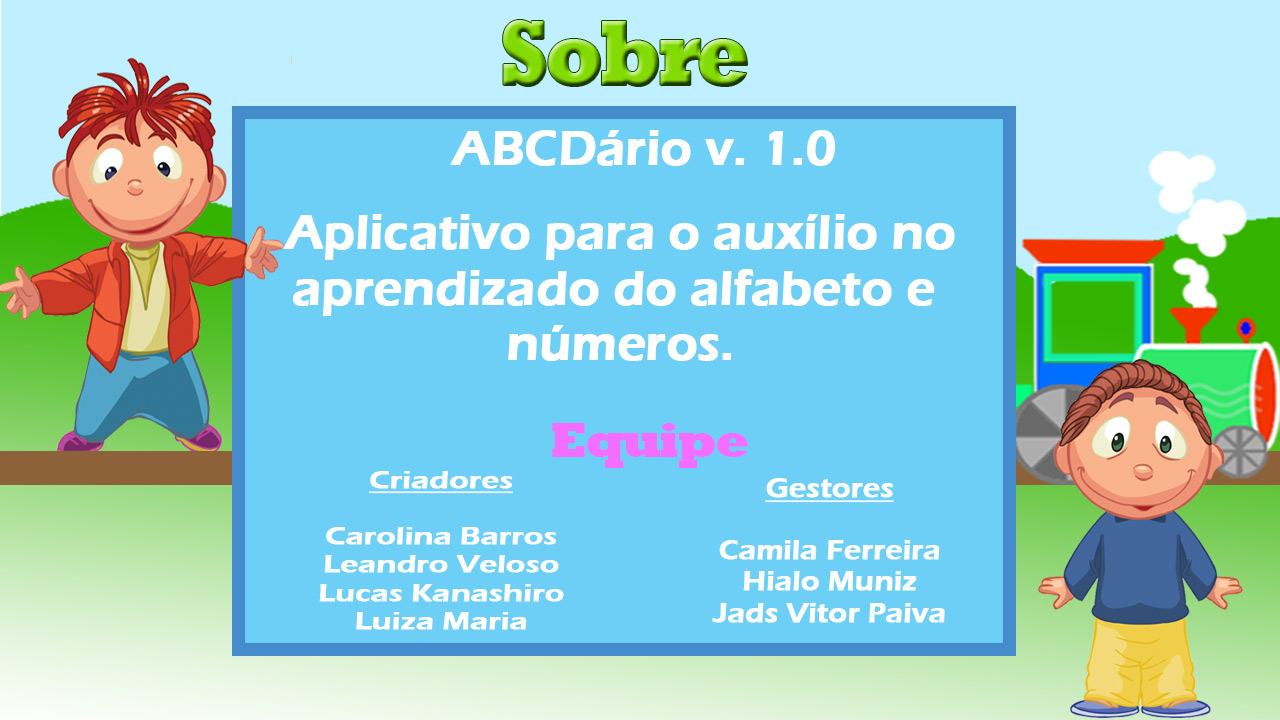 Sobre
ABCDário v. 1.0
Aplicativo para o auxílio no
aprendizado do alfabeto e
números.
Equipe
Criadores
Carolina Barros
Leandro Veloso
Lucas Kanashiro
Luiza Maria
Gestores
Camila Ferreira
Hialo Muniz
Jads Vitor Paiva